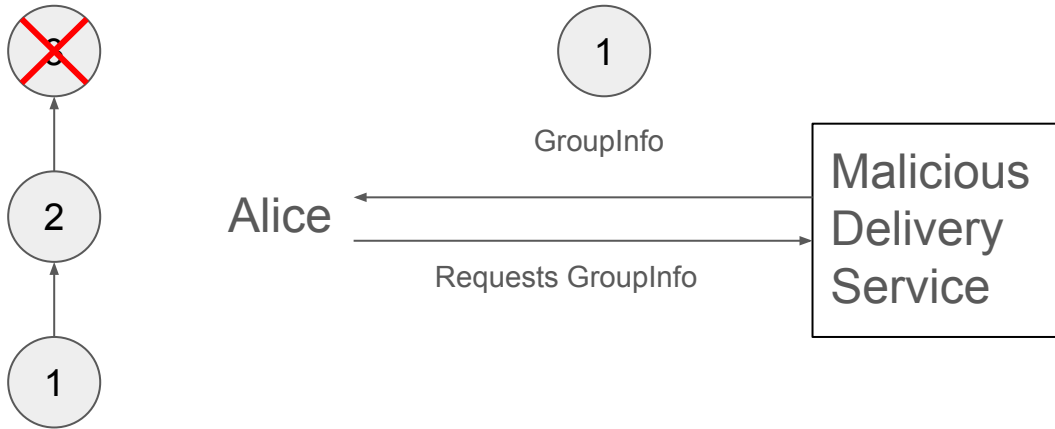 1
GroupInfo
2
Alice
Malicious
Delivery
Service
Requests GroupInfo
1